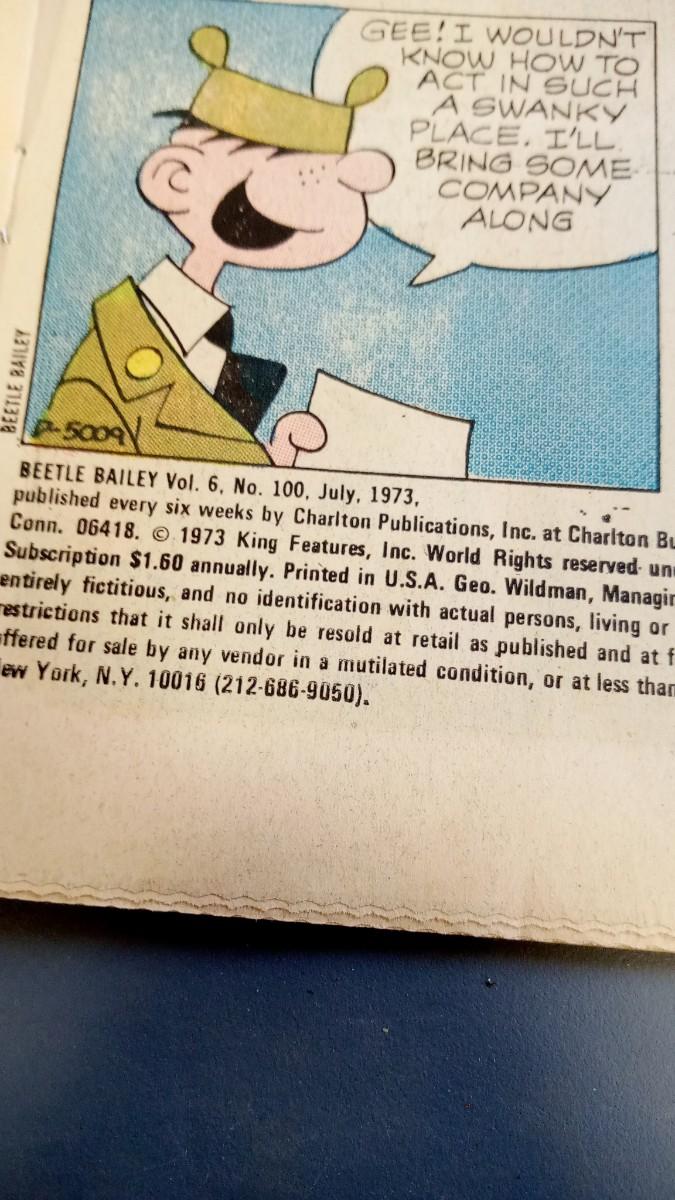 GEE! I WOULDN'T
KNOW HOW TO
ACT IN SUCH
A SWANKY
PLACE. I'LL
BRING SOME
COMPANY
ALONG
BEETLE BAILEY
D-5009
BEETLE BAILEY Vol. 6, No. 100, July, 1973,
published every six weeks by Charlton Publications, Inc. at Charlton
Conn. 06418. © 1973 King Features, Inc. World Rights reserved
Subscription $1.60 annually. Printed in U.S.A. Geo. Wildman,
entirely fictitious, and no identification with actual persons, living or
restrictions that it shall only be resold at retail as published and at
offered for sale by any vendor in a mutilated condition, or at less than
New York, N.Y. 10016 (212-686-9050).